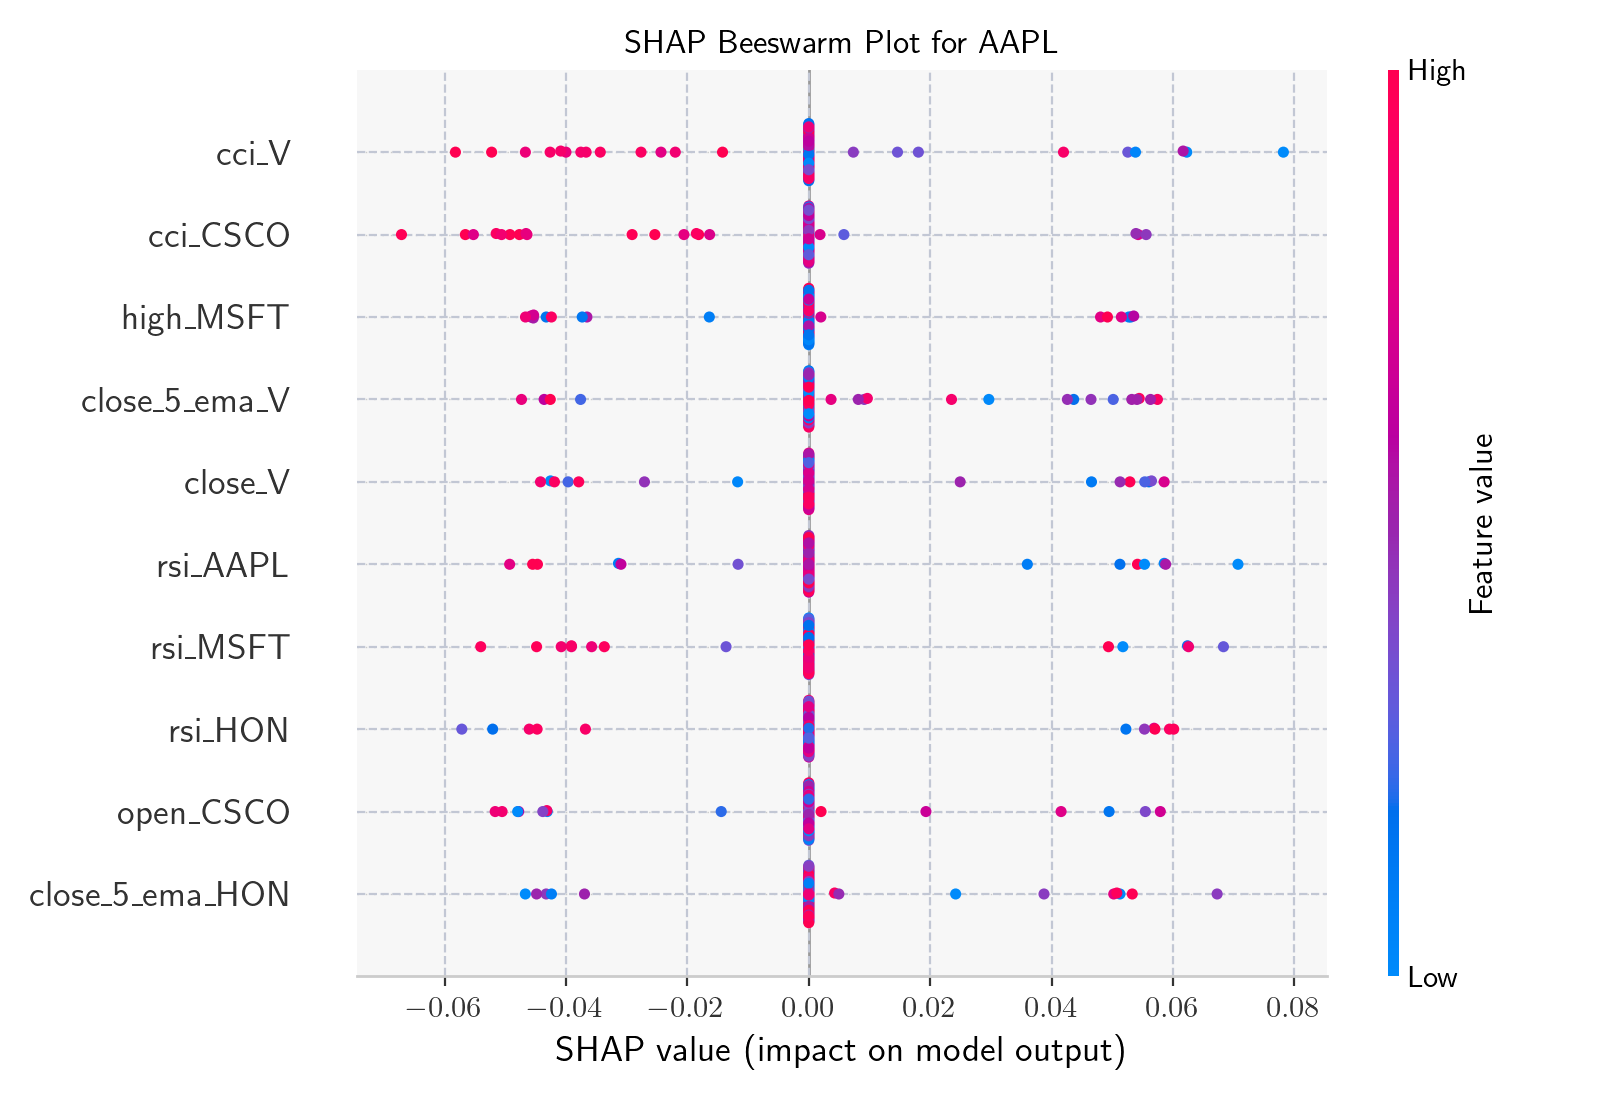 SHAP Beeswarm Plot for AAPL
High
cci_V
cci_CSCO
high_MSFT
close_5_ema_V
close_V
rsi_AAPL
rsi_MSFT
rsi_HON
open_CSCO
close_5_ema_HON
Feature value
Low
−0.06 −0.04 −0.02 0.00 0.02 0.04 0.06 0.08
SHAP value (impact on model output)